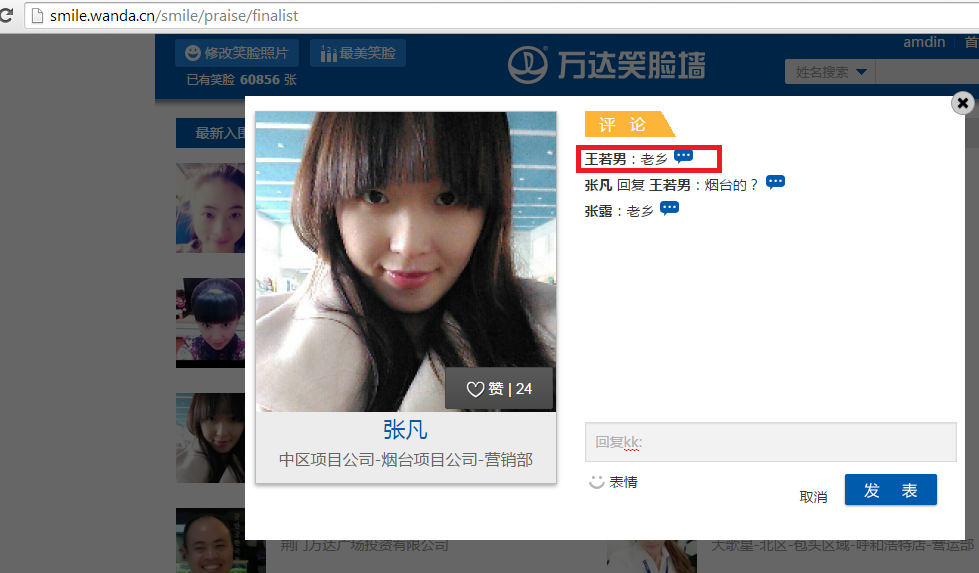 smile.wanda.cn/smile/praise/finalist
amdin 首
修改笑脸照片 最美笑脸
万达笑脸墙
已有笑脸 60856 张
姓名搜索
最新入围
评 论
王若男：老乡
张凡 回复 王若男：烟台的？
张露：老乡
赞 | 24
张凡
中区项目公司-烟台项目公司-营销部
回复kk:
表情
取消
发 表
荆门万达广场投资有限公司
大歌星-北区-包头区域-呼和浩特店-营运部